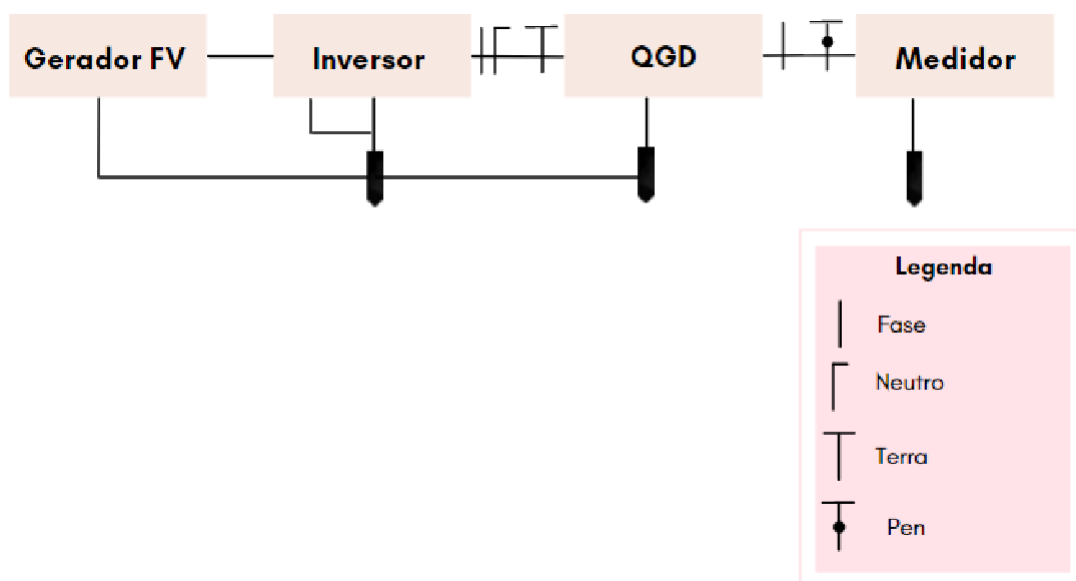 Gerador FV
Inversor
QGD
Medidor
Legenda
Fase
Neutro
Terra
Pen